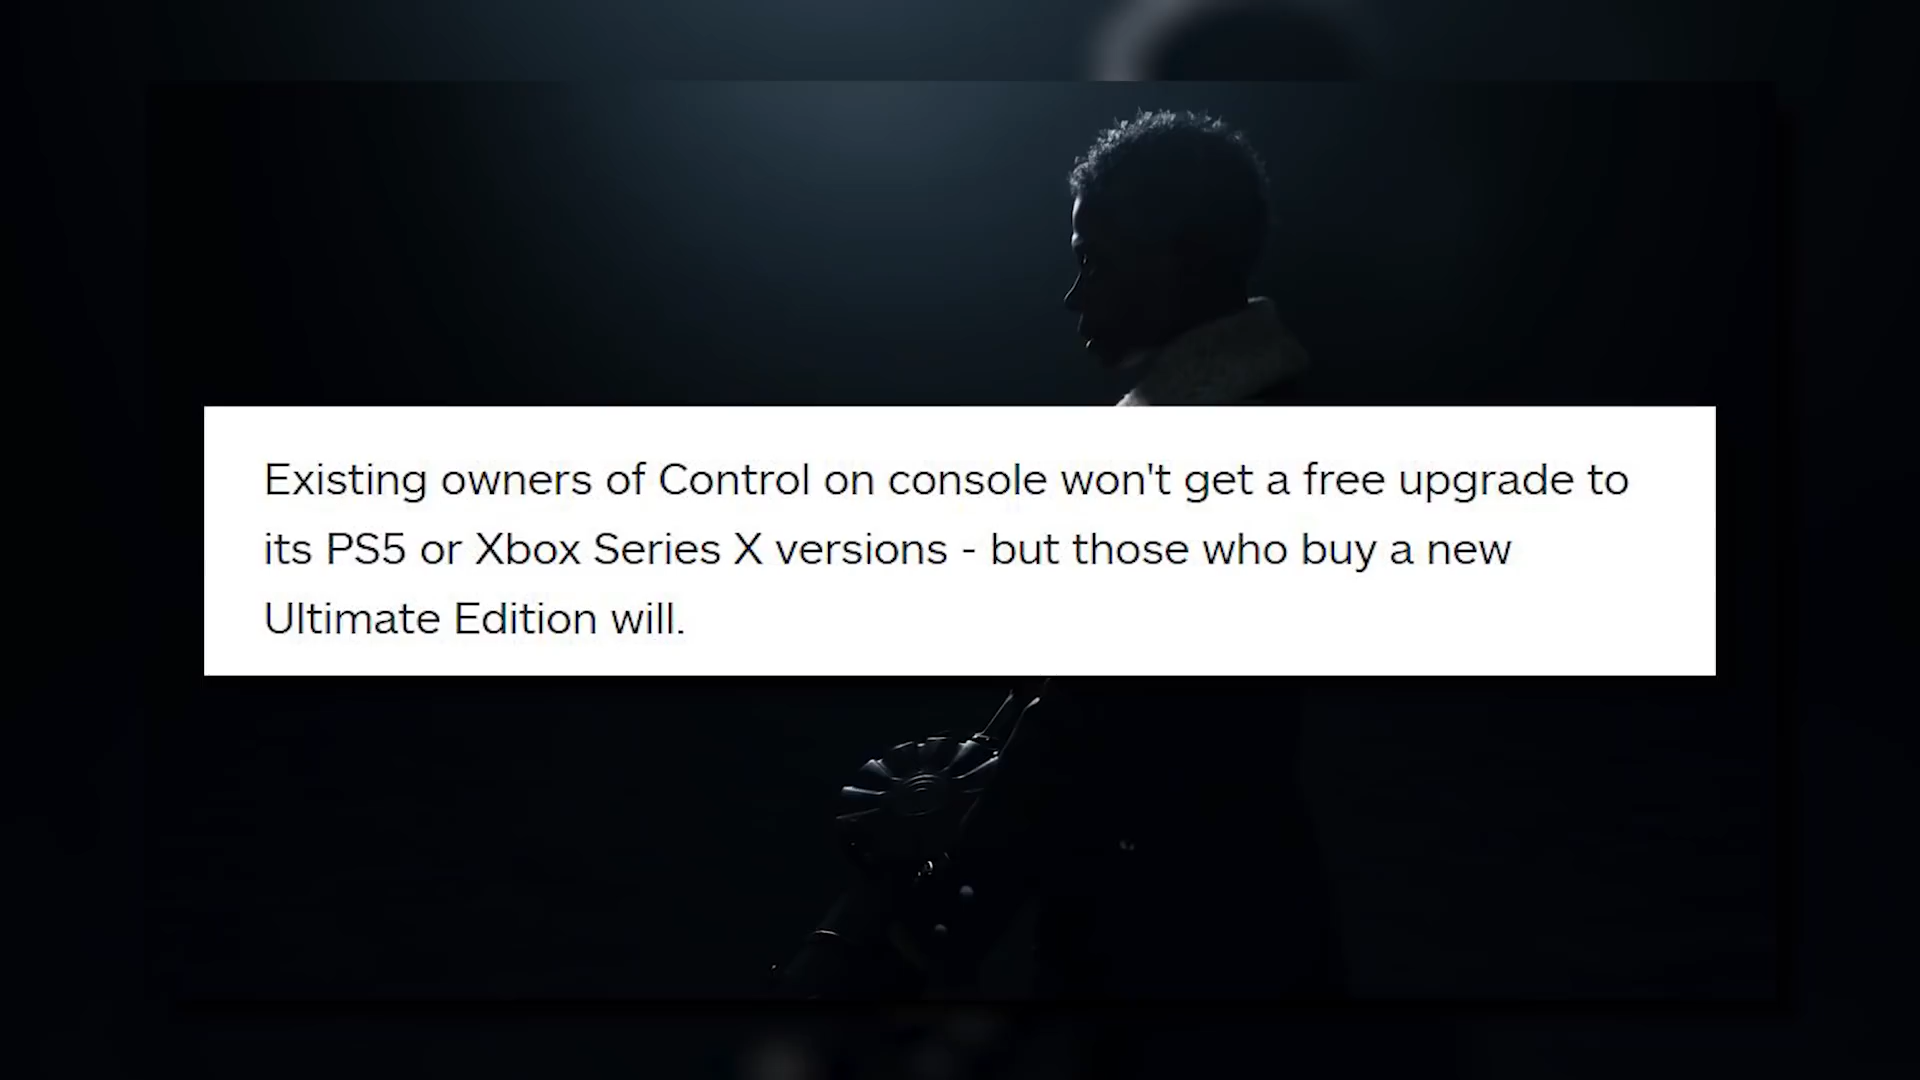 Existing owners of Control on console won't get a free upgrade to
its PS5 or Xbox Series X versions - but those who buy a new
Ultimate Edition will.